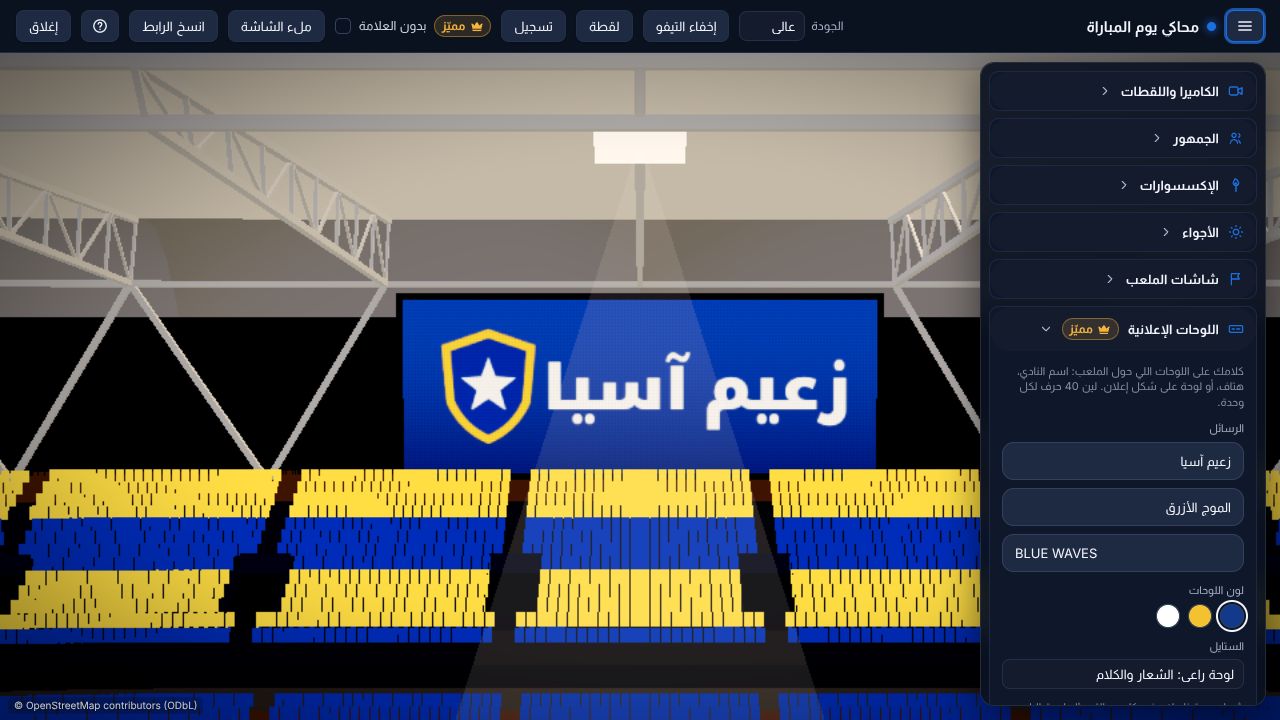 محاكي يوم المباراة
الجودة
عالي
إخفاء التيفو
لقطة
تسجيل
مميّز
بدون العلامة
ملء الشاشة
انسخ الرابط
إغلاق
الكاميرا واللقطات
الجمهور
الإكسسوارات
الأجواء
شاشات الملعب
اللوحات الإعلانية مميّز
كلامك على اللوحات اللي حول الملعب: اسم النادي،
هتاف، أو لوحة على شكل إعلان. لين 40 حرف لكل
وحدة.
الرسائل
زعيم آسيا
الموج الأزرق
BLUE WAVES
لون اللوحات
الستايل
لوحة راعي: الشعار والكلام
زعيم آسيا
© OpenStreetMap contributors (ODbL)